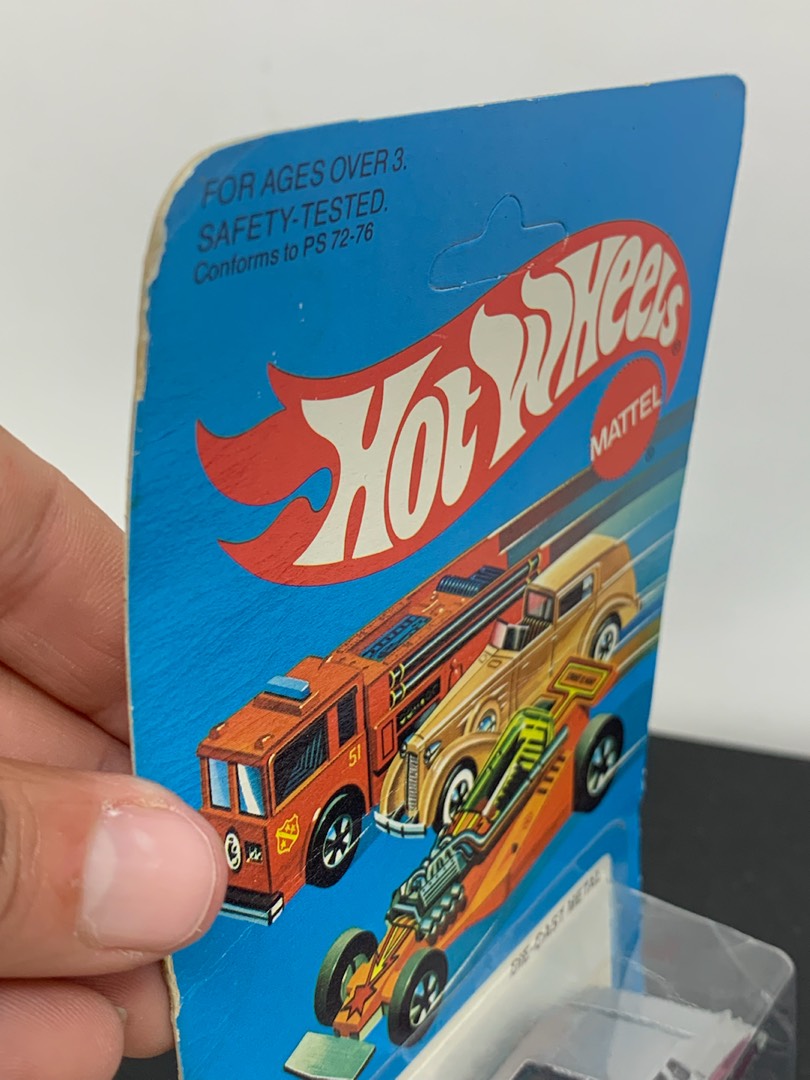 FOR AGES OVER 3.
SAFETY-TESTED.
Conforms to PS 72-76
HOT WHEELS®
MATTEL®
51
DIE-CAST METAL